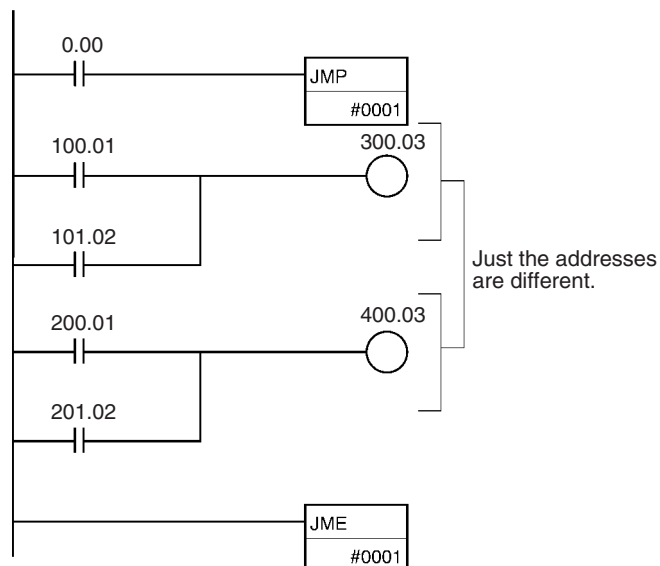 0.00
JMP
#0001
100.01
300.03
101.02
Just the addresses
are different.
200.01
400.03
201.02
JME
#0001